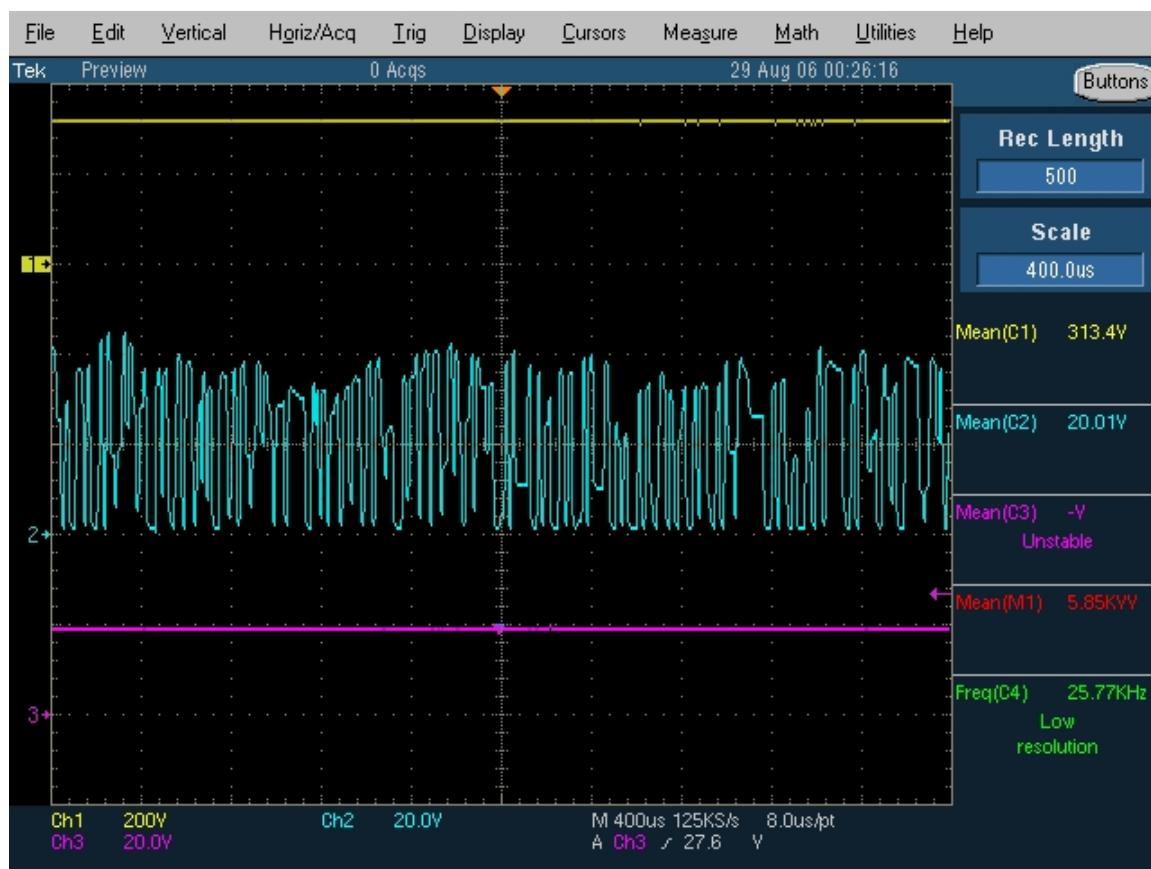 File Edit Vertical Horiz/Acq Trig Display Cursors Measure Math Utilities Help
Tek Preview 0 Acqs 29 Aug 06 00:26:16
Buttons
Rec Length
500
Scale
400.0us
1
Mean(C1) 313.4V
Mean(C2) 20.01V
Mean(C3) -V
Unstable
2
Mean(M1) 5.85KVV
Freq(C4) 25.77KHz
Low
resolution
3
Ch1 200V Ch2 20.0V M 400us 125KS/s 8.0us/pt
Ch3 20.0V A Ch3 27.6 V